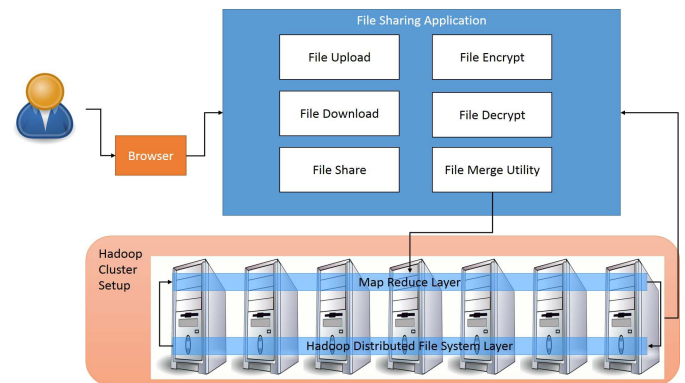 File Sharing Application
File Upload
File Encrypt
File Download
File Decrypt
Browser
File Share
File Merge Utility
Hadoop
Cluster
Setup
Map Reduce Layer
Hadoop Distributed File System Layer